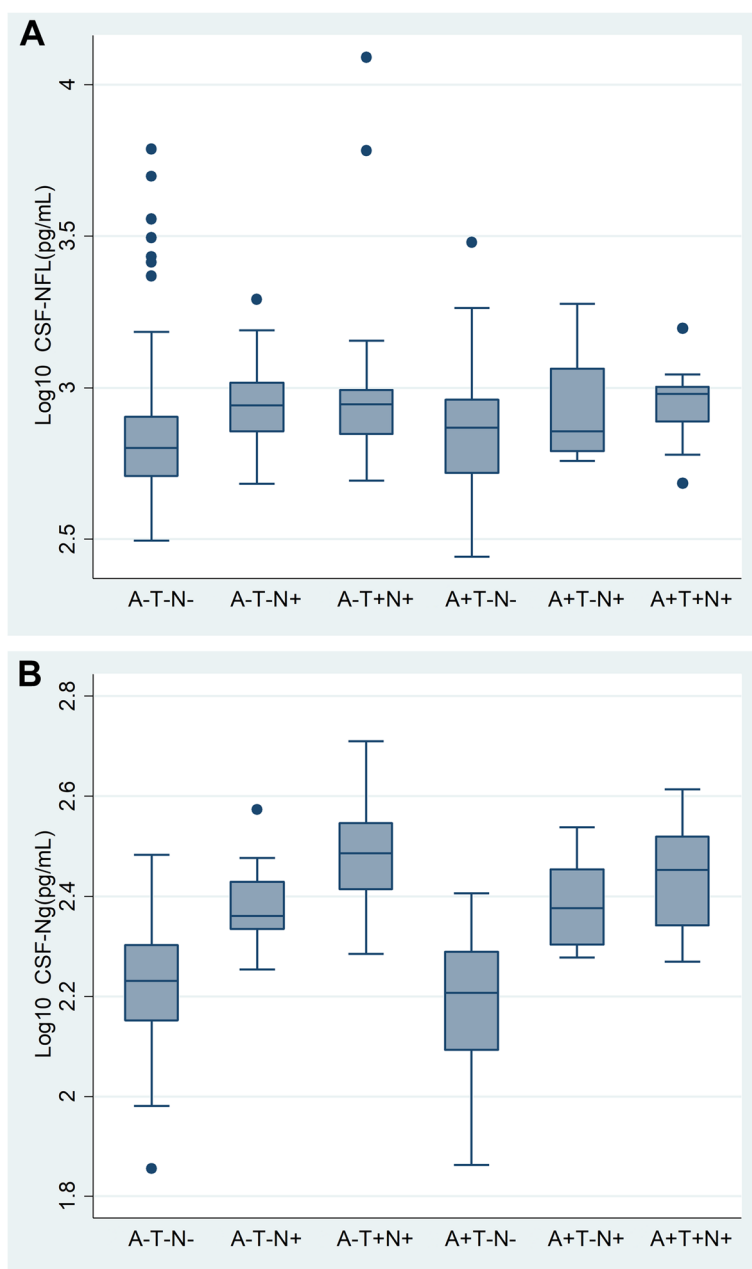 A
Log10 CSF-NFL(pg/mL)
4
3.5
3
2.5
A-T-N- A-T-N+ A-T+N+ A+T-N- A+T-N+ A+T+N+
B
Log10 CSF-Ng(pg/mL)
2.8
2.6
2.4
2.2
2
1.8
A-T-N- A-T-N+ A-T+N+ A+T-N- A+T-N+ A+T+N+